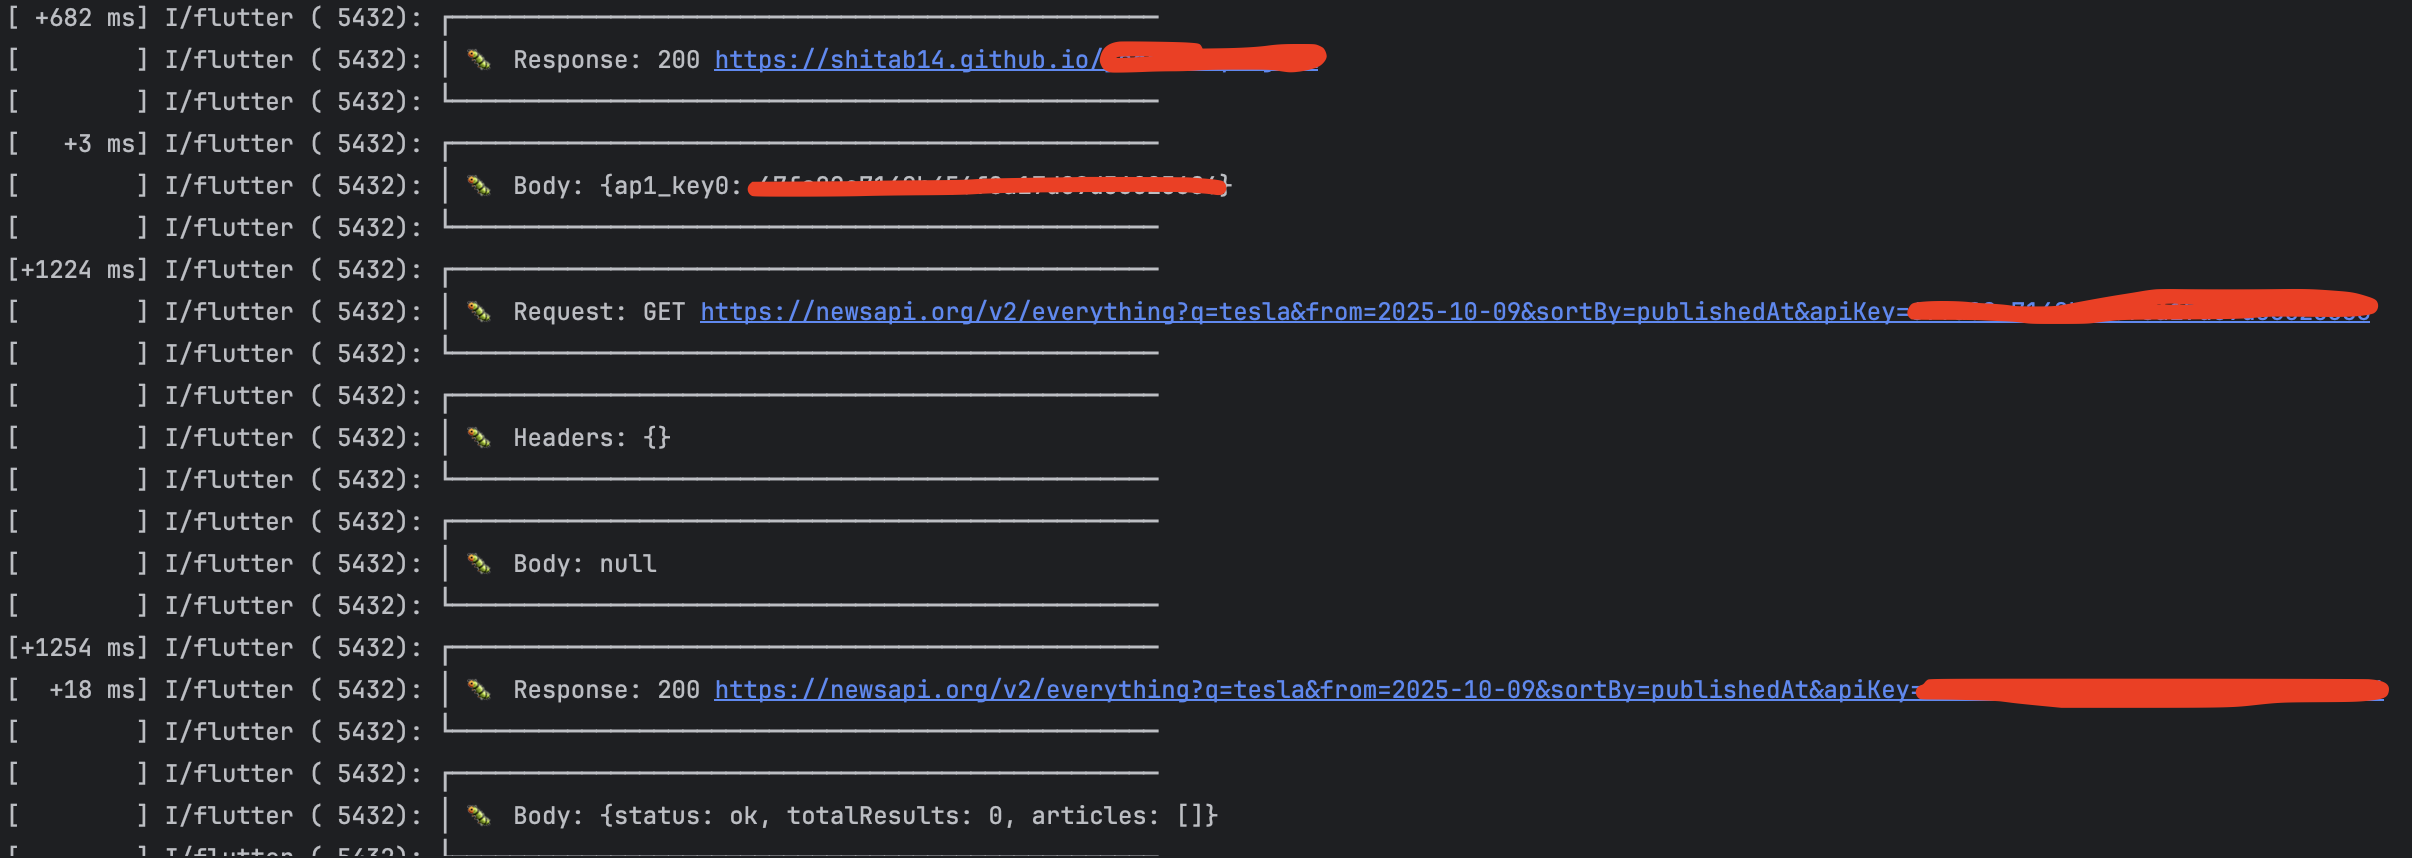 [ +682 ms] I/flutter ( 5432): ┌───────────────────────────────────────────────
[        ] I/flutter ( 5432): │ 🐛 Response: 200 https://shitab14.github.io/
[        ] I/flutter ( 5432): └───────────────────────────────────────────────
[   +3 ms] I/flutter ( 5432): ┌───────────────────────────────────────────────
[        ] I/flutter ( 5432): │ 🐛 Body: {ap1_key0: }
[        ] I/flutter ( 5432): └───────────────────────────────────────────────
[+1224 ms] I/flutter ( 5432): ┌───────────────────────────────────────────────
[        ] I/flutter ( 5432): │ 🐛 Request: GET https://newsapi.org/v2/everything?q=tesla&from=2025-10-09&sortBy=publishedAt&apiKey=
[        ] I/flutter ( 5432): └───────────────────────────────────────────────
[        ] I/flutter ( 5432): ┌───────────────────────────────────────────────
[        ] I/flutter ( 5432): │ 🐛 Headers: {}
[        ] I/flutter ( 5432): └───────────────────────────────────────────────
[        ] I/flutter ( 5432): ┌───────────────────────────────────────────────
[        ] I/flutter ( 5432): │ 🐛 Body: null
[        ] I/flutter ( 5432): └───────────────────────────────────────────────
[+1254 ms] I/flutter ( 5432): ┌───────────────────────────────────────────────
[  +18 ms] I/flutter ( 5432): │ 🐛 Response: 200 https://newsapi.org/v2/everything?q=tesla&from=2025-10-09&sortBy=publishedAt&apiKey=
[        ] I/flutter ( 5432): └───────────────────────────────────────────────
[        ] I/flutter ( 5432): ┌───────────────────────────────────────────────
[        ] I/flutter ( 5432): │ 🐛 Body: {status: ok, totalResults: 0, articles: []}
[        ] I/flutter ( 5432): └───────────────────────────────────────────────